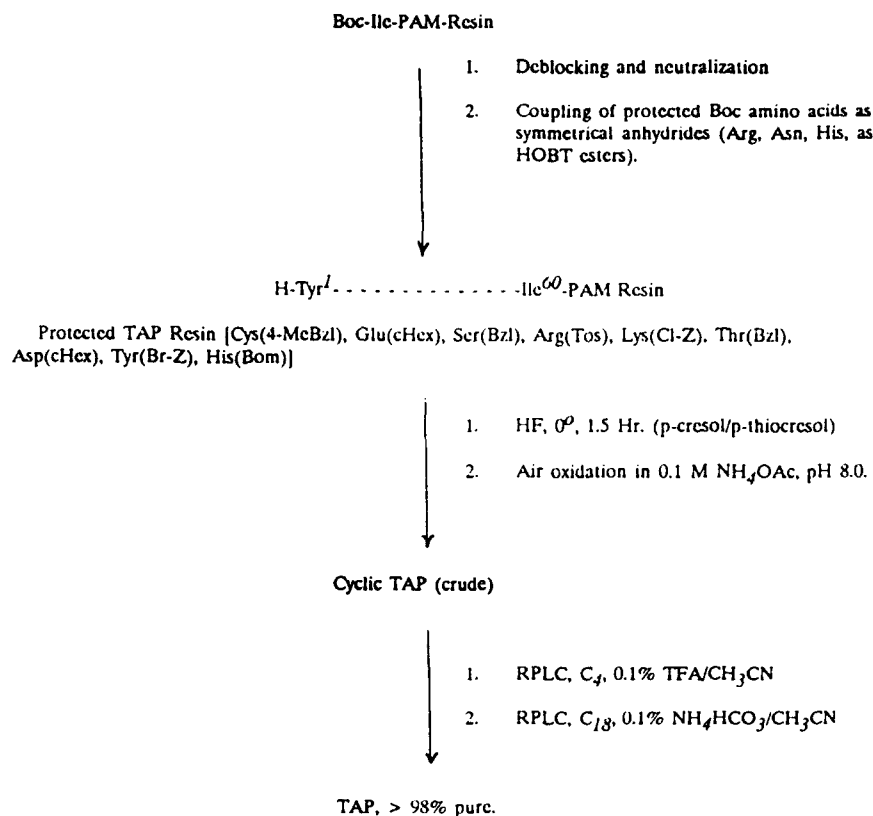 Boc-Ile-PAM-Resin
1. Deblocking and neutralization
2. Coupling of protected Boc amino acids as
symmetrical anhydrides (Arg, Asn, His, as
HOBT esters).
H-Tyr1- - - - - - - - - - - - - -Ile60-PAM Resin
Protected TAP Resin [Cys(4-MeBzl), Glu(cHex), Ser(Bzl), Arg(Tos), Lys(Cl-Z), Thr(Bzl),
Asp(cHex), Tyr(Br-Z), His(Bom)]
1. HF, 0o, 1.5 Hr. (p-cresol/p-thiocresol)
2. Air oxidation in 0.1 M NH4OAc, pH 8.0.
Cyclic TAP (crude)
1. RPLC, C4, 0.1% TFA/CH3CN
2. RPLC, C18, 0.1% NH4HCO3/CH3CN
TAP, > 98% pure.